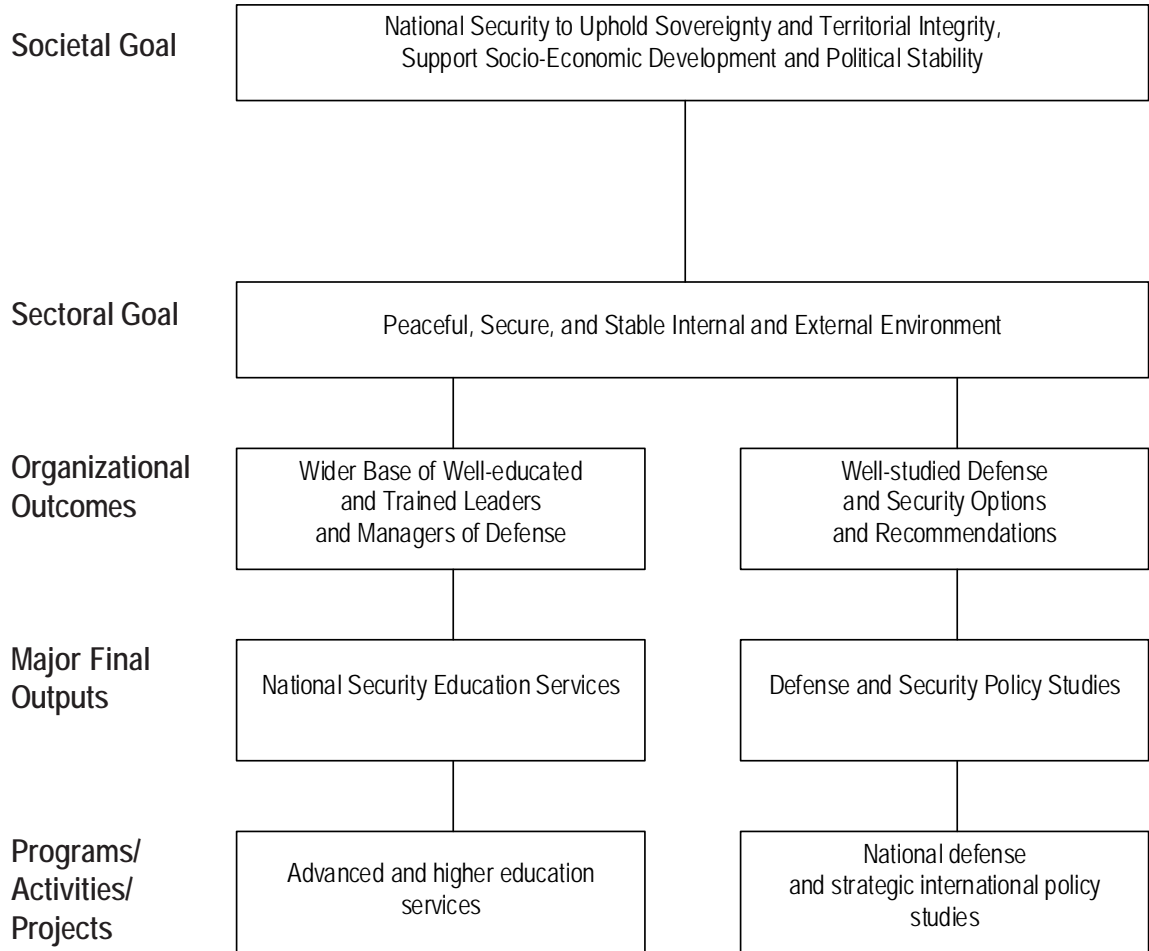 Societal Goal
National Security to Uphold Sovereignty and Territorial Integrity,
Support Socio-Economic Development and Political Stability
Sectoral Goal
Peaceful, Secure, and Stable Internal and External Environment
Organizational
Outcomes
Wider Base of Well-educated
and Trained Leaders
and Managers of Defense
Well-studied Defense
and Security Options
and Recommendations
Major Final
Outputs
National Security Education Services
Defense and Security Policy Studies
Programs/
Activities/
Projects
Advanced and higher education
services
National defense
and strategic international policy
studies